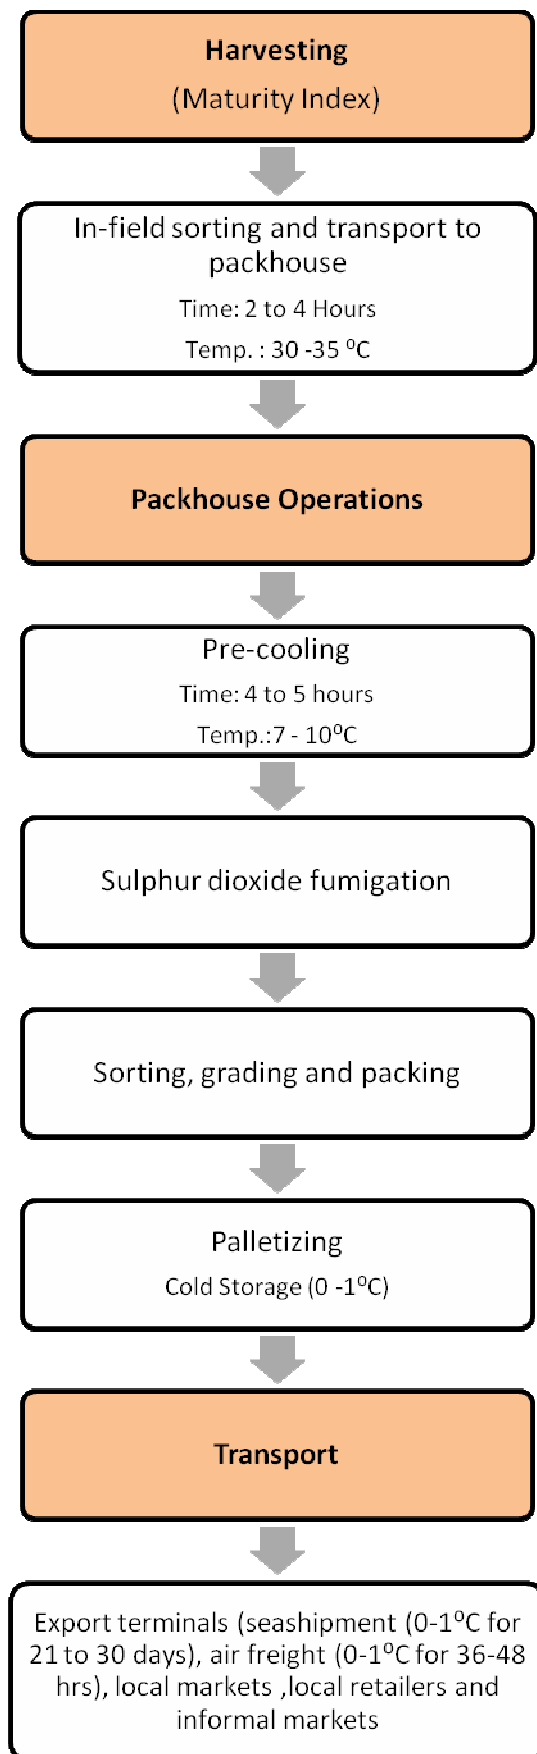 Harvesting
(Maturity Index)
In-field sorting and transport to
packhouse
Time: 2 to 4 Hours
Temp. : 30 -35 ⁰C
Packhouse Operations
Pre-cooling
Time: 4 to 5 hours
Temp.:7 - 10⁰C
Sulphur dioxide fumigation
Sorting, grading and packing
Palletizing
Cold Storage (0 -1⁰C)
Transport
Export terminals (seashipment (0-1⁰C for
21 to 30 days), air freight (0-1⁰C for 36-48
hrs), local markets ,local retailers and
informal markets